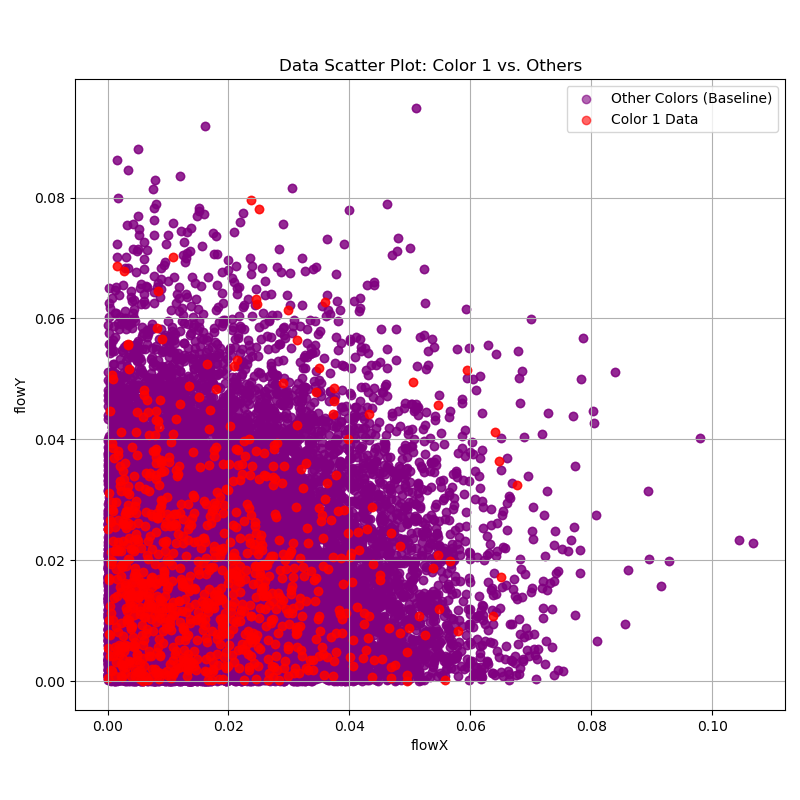 Data Scatter Plot: Color 1 vs. Others
Other Colors (Baseline)
Color 1 Data
flowY
0.08
0.06
0.04
0.02
0.00
0.00 0.02 0.04 0.06 0.08 0.10
flowX